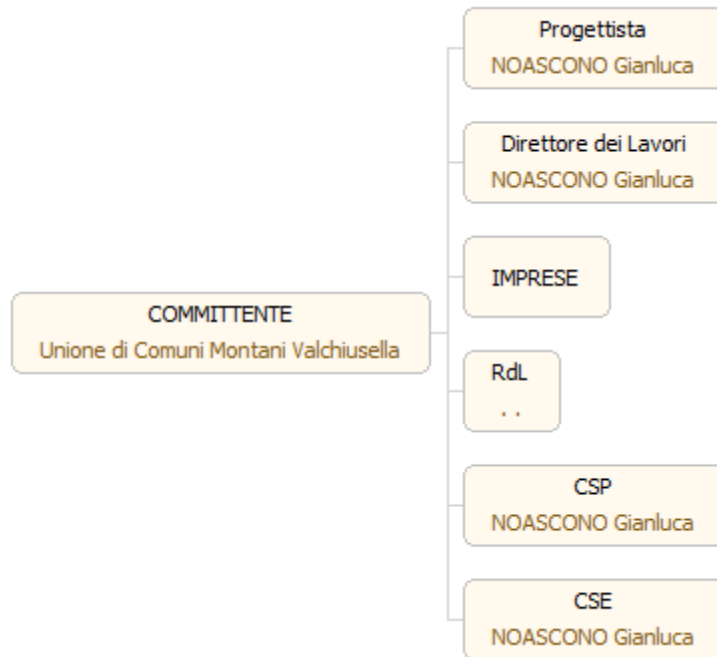 Progettista
NOASCONO Gianluca
Direttore dei Lavori
NOASCONO Gianluca
IMPRESE
COMMITTENTE
Unione di Comuni Montani Valchiusella
RdL
. .
CSP
NOASCONO Gianluca
CSE
NOASCONO Gianluca